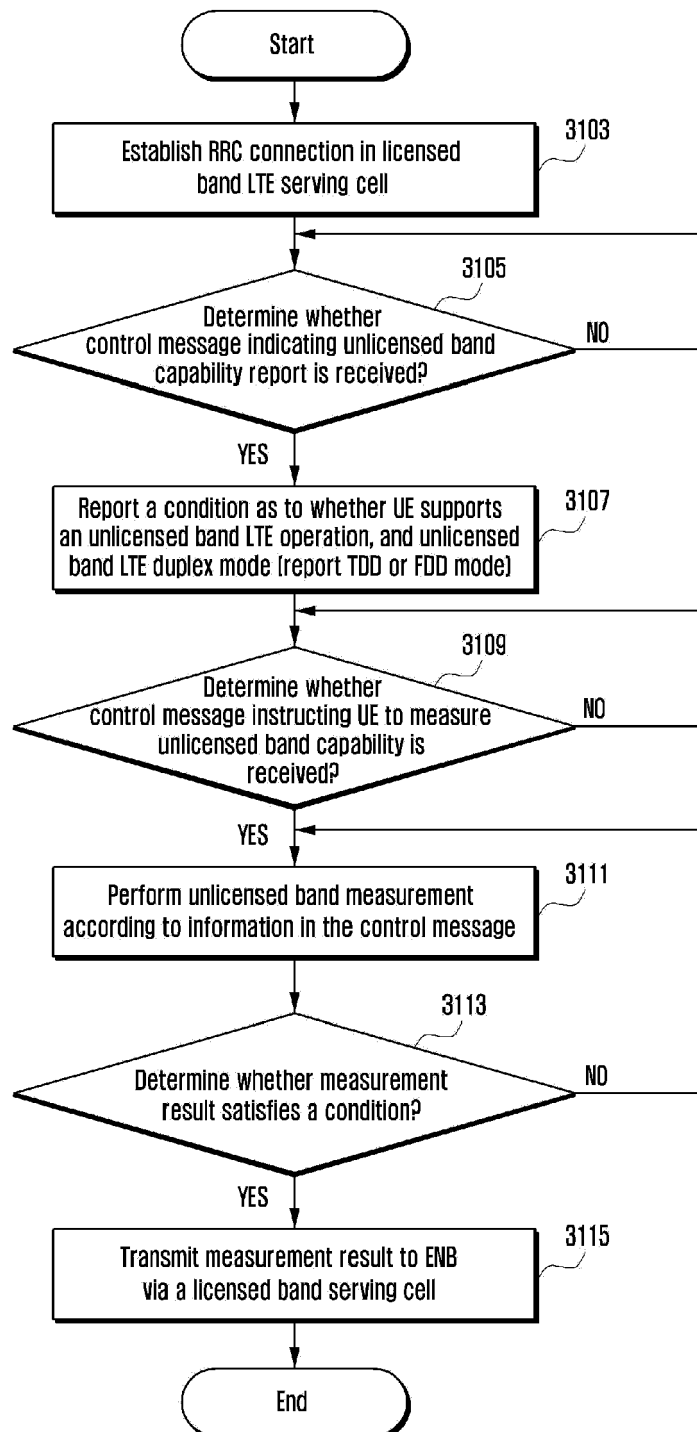 Start
3103
Establish RRC connection in licensed
band LTE serving cell
3105
Determine whether
control message indicating unlicensed band
capability report is received?
NO
YES
3107
Report a condition as to whether UE supports
an unlicensed band LTE operation, and unlicensed
band LTE duplex mode (report TDD or FDD mode)
3109
Determine whether
control message instructing UE to measure
unlicensed band capability is
received?
NO
YES
3111
Perform unlicensed band measurement
according to information in the control message
3113
Determine whether measurement
result satisfies a condition?
NO
YES
3115
Transmit measurement result to ENB
via a licensed band serving cell
End